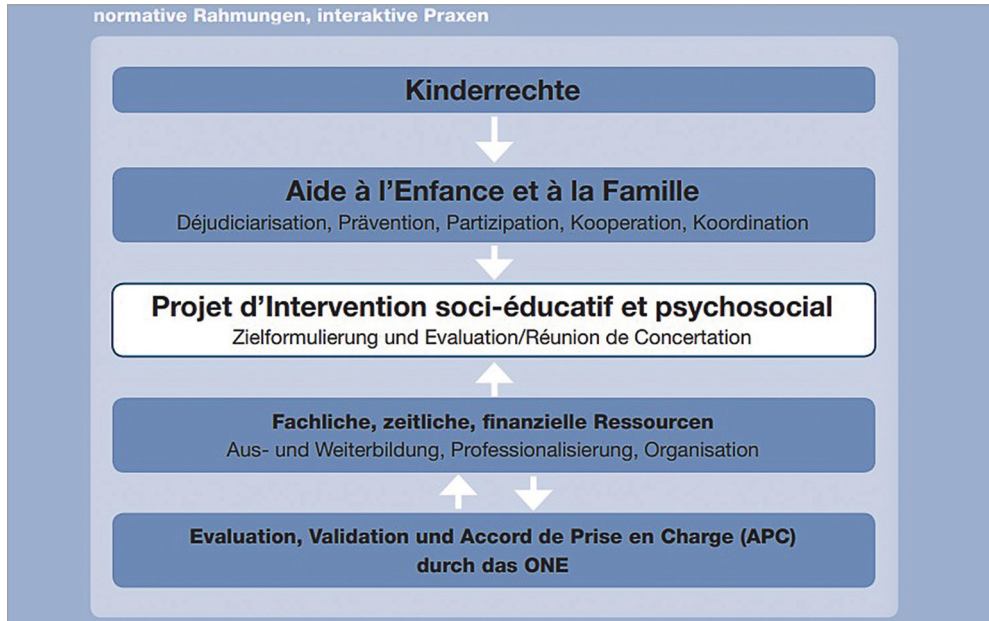 normative Rahmungen, interaktive Praxen
Kinderrechte
Aide à l'Enfance et à la Famille
Déjudiciarisation, Prävention, Partizipation, Kooperation, Koordination
Projet d'Intervention soci-éducatif et psychosocial
Zielformulierung und Evaluation/Réunion de Concertation
Fachliche, zeitliche, finanzielle Ressourcen
Aus- und Weiterbildung, Professionalisierung, Organisation
Evaluation, Validation und Accord de Prise en Charge (APC)
durch das ONE